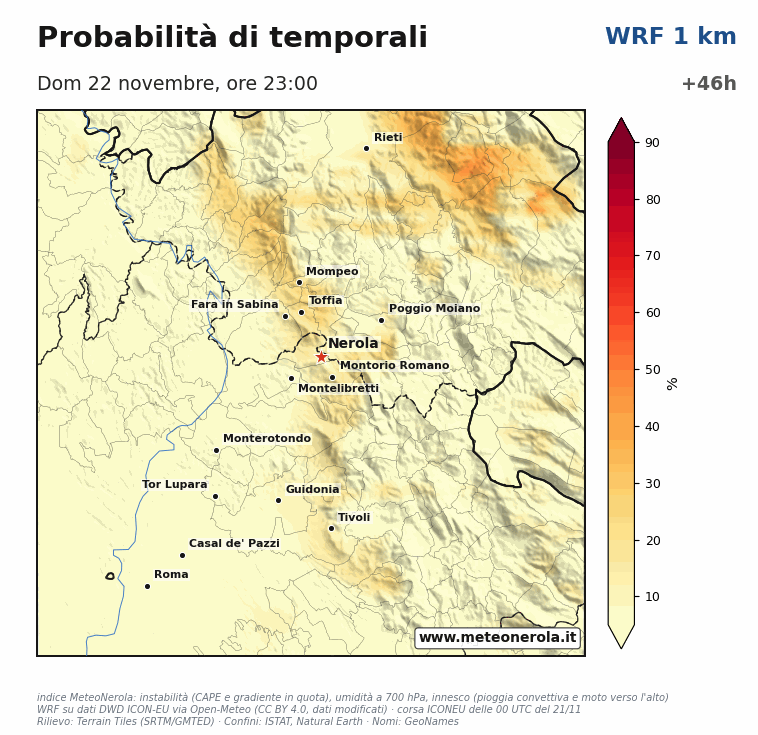 Probabilità di temporali
WRF 1 km
Dom 22 novembre, ore 23:00
+46h
Rieti
Mompeo
Toffia
Fara in Sabina
Poggio Moiano
Nerola
Montorio Romano
Montelibretti
Monterotondo
Tor Lupara
Guidonia
Tivoli
Casal de' Pazzi
Roma
www.meteonerola.it
90
80
70
60
50
40
30
20
10
%
indice MeteoNerola: instabilità (CAPE e gradiente in quota), umidità a 700 hPa, innesco (pioggia convettiva e moto verso l'alto)
WRF su dati DWD ICON-EU via Open-Meteo (CC BY 4.0, dati modificati) · corsa ICONEU delle 00 UTC del 21/11
Rilievo: Terrain Tiles (SRTM/GMTED) · Confini: ISTAT, Natural Earth · Nomi: GeoNames